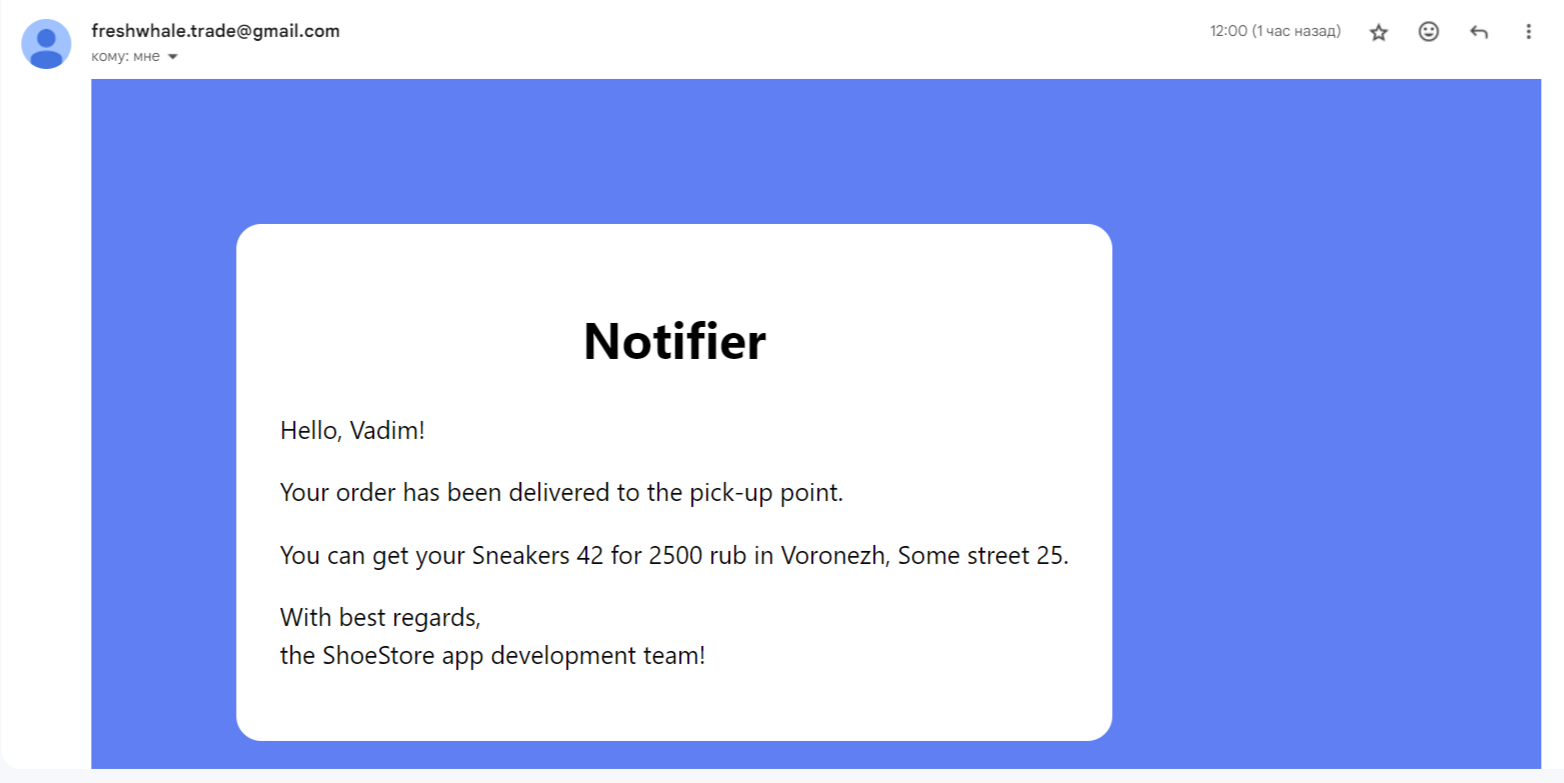 freshwhale.trade@gmail.com
12:00 (1 час назад)
кому: мне
Notifier
Hello, Vadim!
Your order has been delivered to the pick-up point.
You can get your Sneakers 42 for 2500 rub in Voronezh, Some street 25.
With best regards,
the ShoeStore app development team!